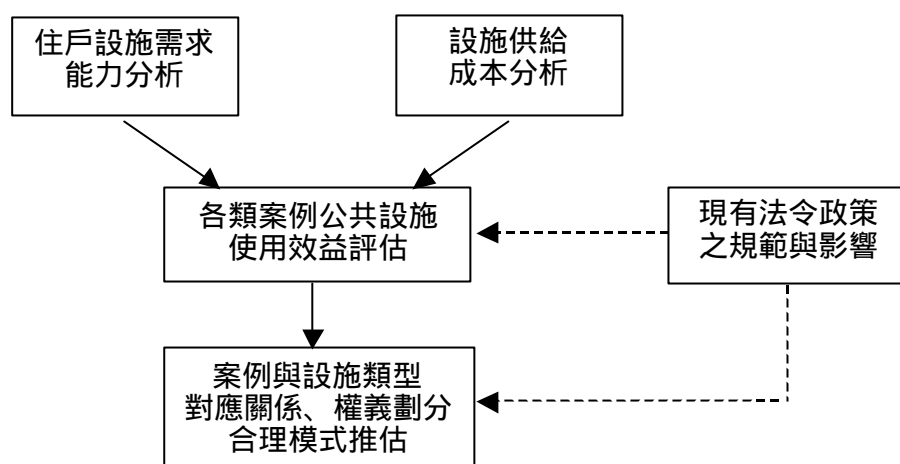 住戶設施需求
能力分析
設施供給
成本分析
各類案例公共設施
使用效益評估
現有法令政策
之規範與影響
案例與設施類型
對應關係、權義劃分
合理模式推估